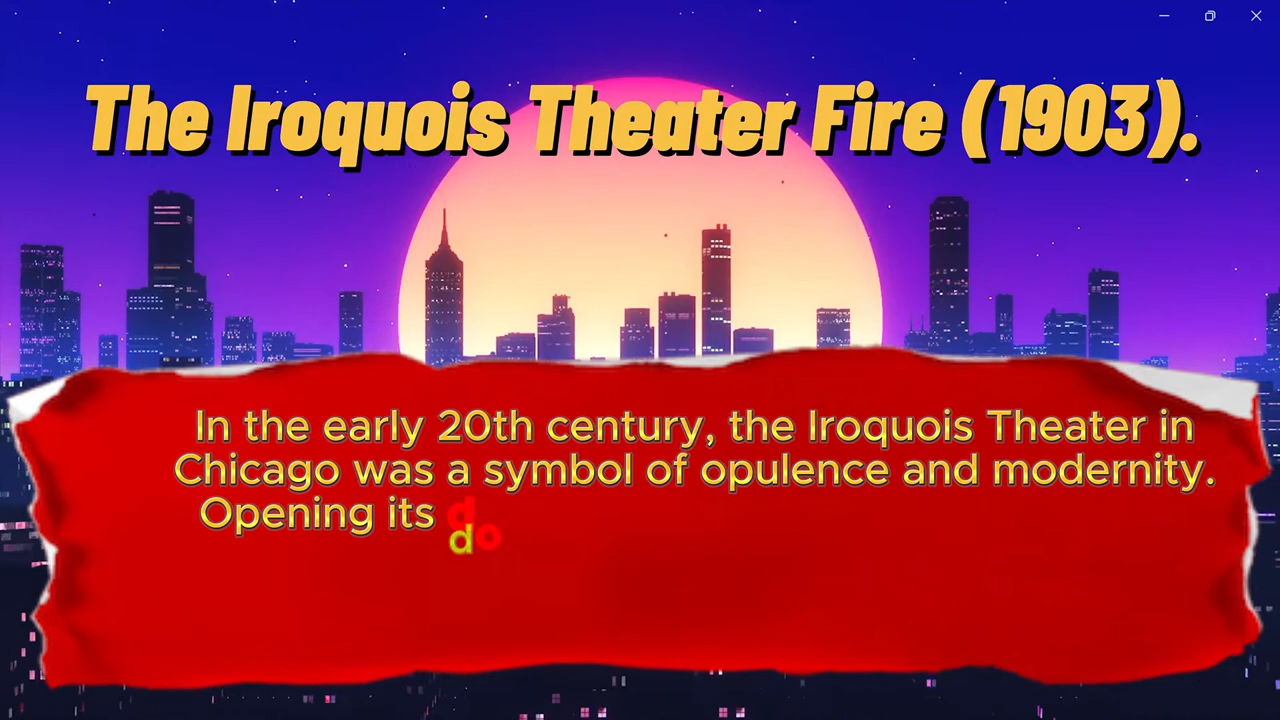 The Iroquois Theater Fire (1903).
In the early 20th century, the Iroquois Theater in
Chicago was a symbol of opulence and modernity.
Opening its